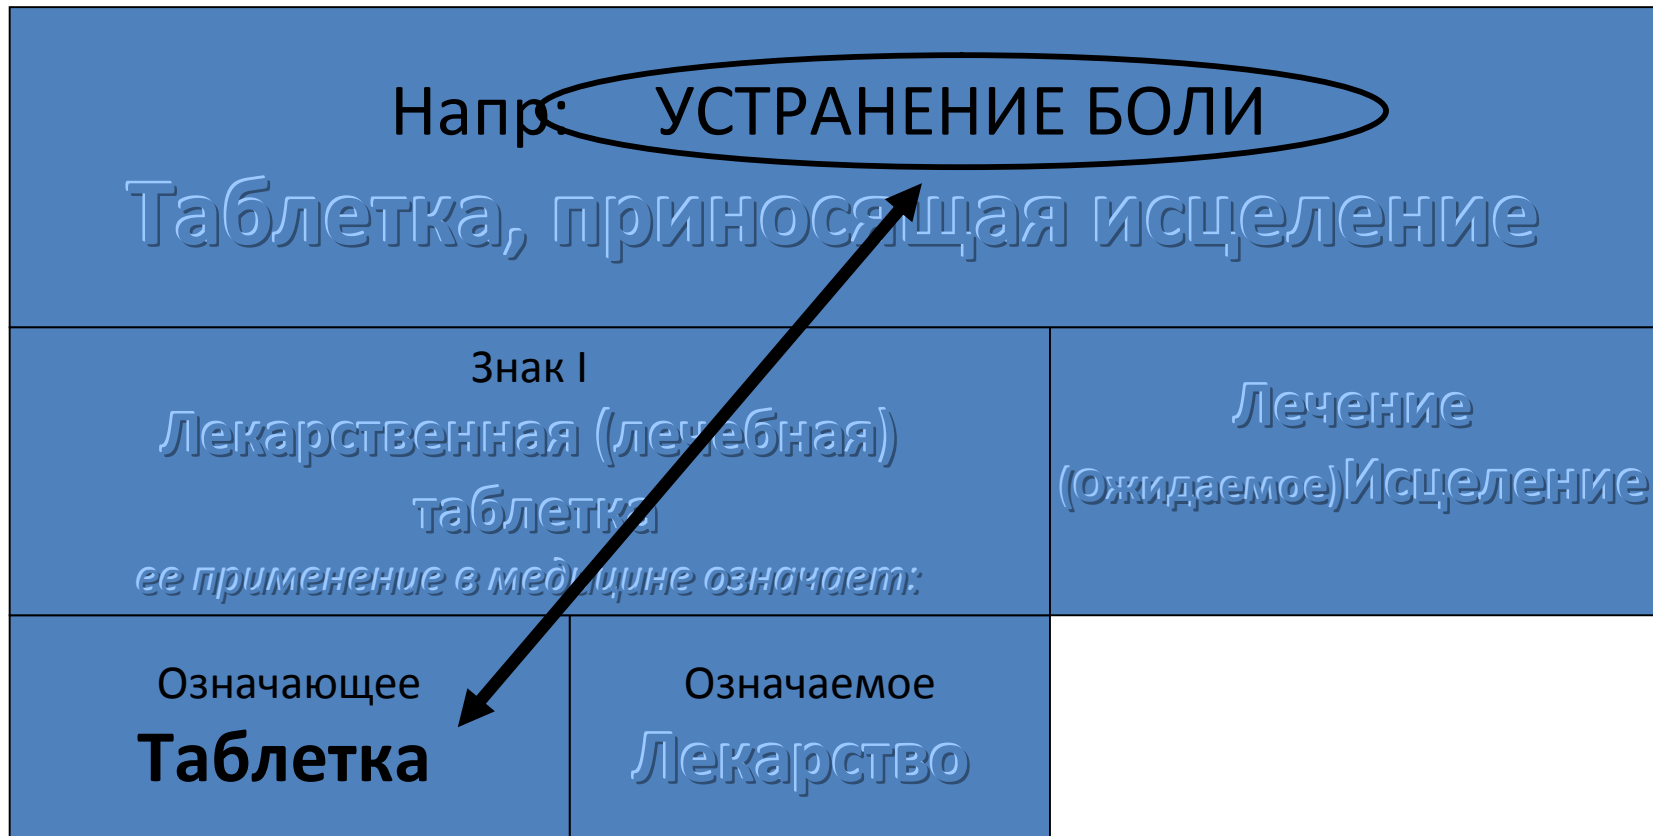 Напр: УСТРАНЕНИЕ БОЛИ
Таблетка, приносящая исцеление
Знак I
Лекарственная (лечебная)
таблетка
ее применение в медицине означает:
Лечение
(Ожидаемое)Исцеление
Означающее
Таблетка
Означаемое
Лекарство